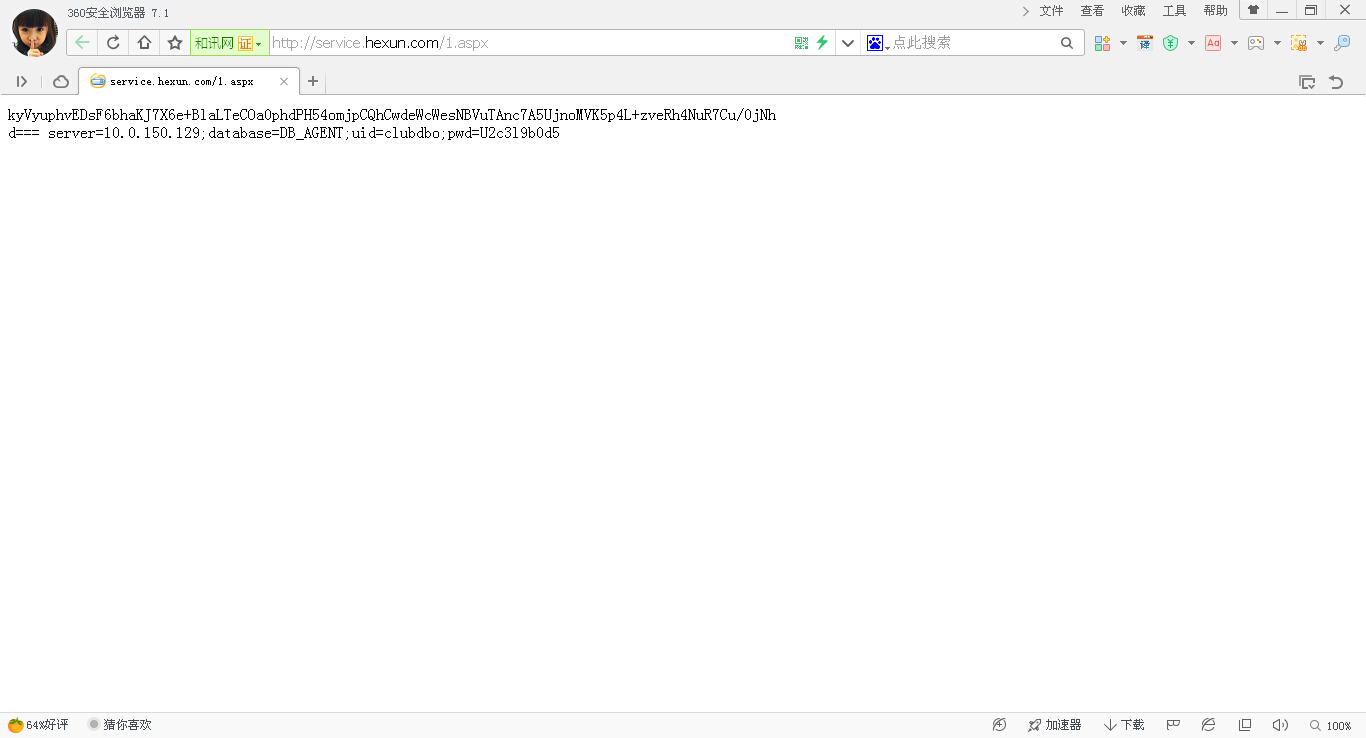 360安全浏览器 7.1
文件 查看 收藏 工具 帮助
和讯网 证 http://service.hexun.com/1.aspx 点此搜索 译 Aa
service.hexun.com/1.aspx
kyVyuphvEDsF6bhaKJ7X6e+BlaLTeCOa0phdPH54omjpCQhCwdeWcWesNBVuTAnc7A5UjnoMVK5p4L+zveRh4NuR7Cu/0jNh
d=== server=10.0.150.129;database=DB_AGENT;uid=clubdbo;pwd=U2c3l9b0d5
64%好评 猜你喜欢 加速器 下载 100%